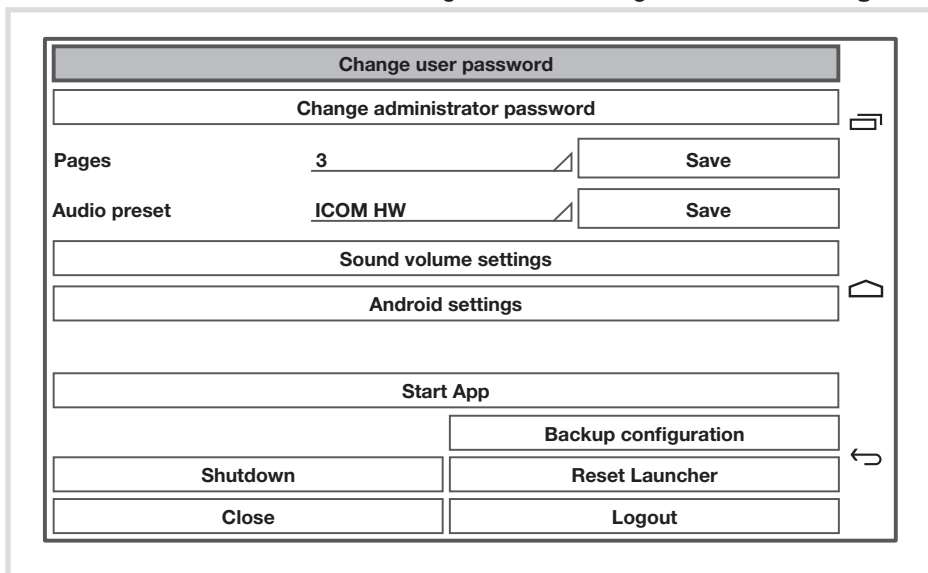 Change user password
Change administrator password
Pages 3 Save
Audio preset ICOM HW Save
Sound volume settings
Android settings
Start App
Backup configuration
Shutdown Reset Launcher
Close Logout